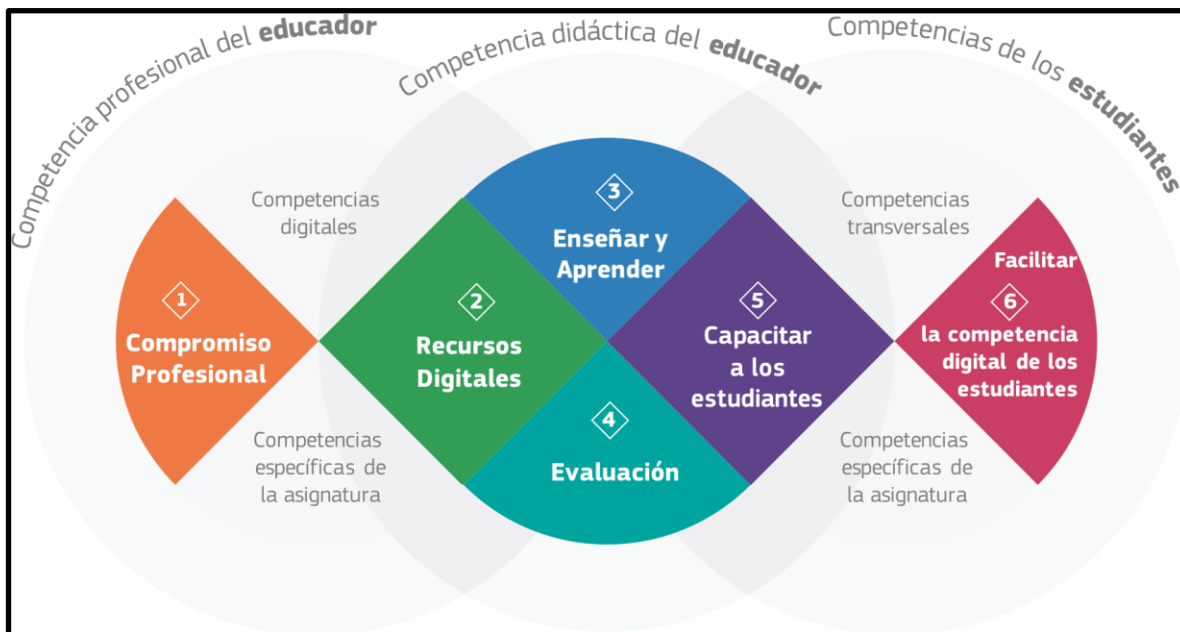 Competencia profesional del educador
Competencia didáctica del educador
Competencias de los estudiantes
Competencias
digitales
Competencias
específicas de
la asignatura
1
Compromiso
Profesional
2
Recursos
Digitales
3
Enseñar y
Aprender
4
Evaluación
5
Capacitar
a los
estudiantes
Competencias
transversales
Competencias
específicas de
la asignatura
Facilitar
6
la competencia
digital de los
estudiantes